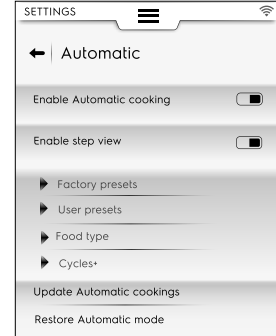 SETTINGS
Automatic
Enable Automatic cooking
Enable step view
Factory presets
User presets
Food type
Cycles+
Update Automatic cookings
Restore Automatic mode